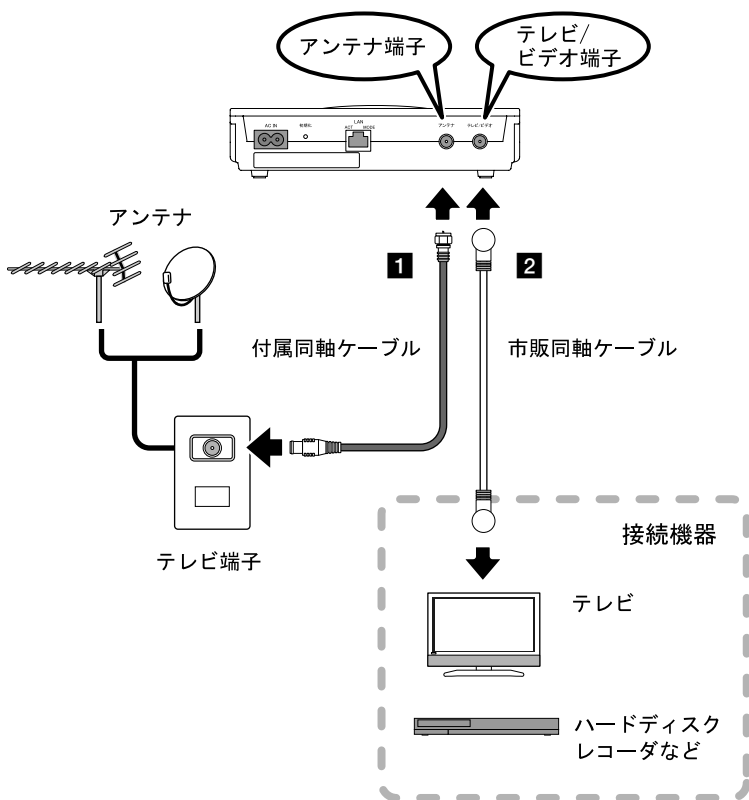 アンテナ端子
テレビ/
ビデオ端子
AC IN
初期化
LAN
ACT MODE
アンテナ
テレビ/ビデオ
アンテナ
1
2
付属同軸ケーブル
市販同軸ケーブル
テレビ端子
接続機器
テレビ
ハードディスク
レコーダなど